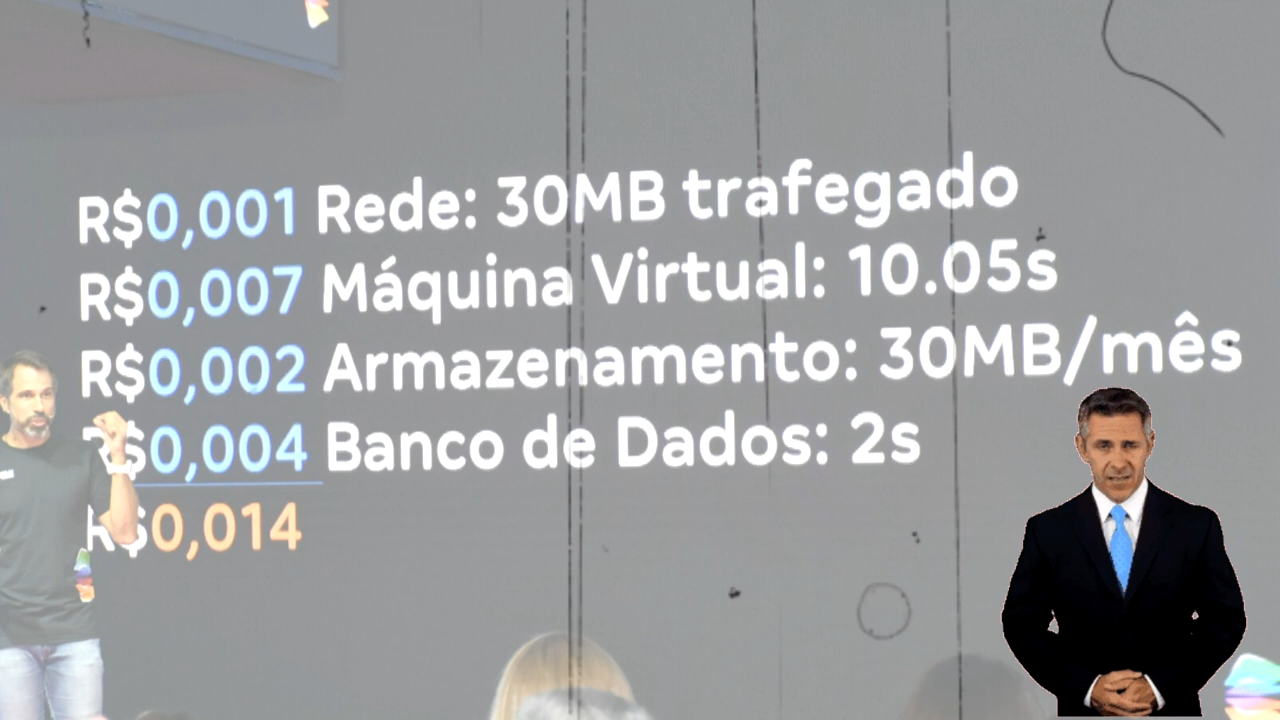 R$0,001 Rede: 30MB trafegado
R$0,007 Máquina Virtual: 10.05s
R$0,002 Armazenamento: 30MB/mês
R$0,004 Banco de Dados: 2s
R$0,014